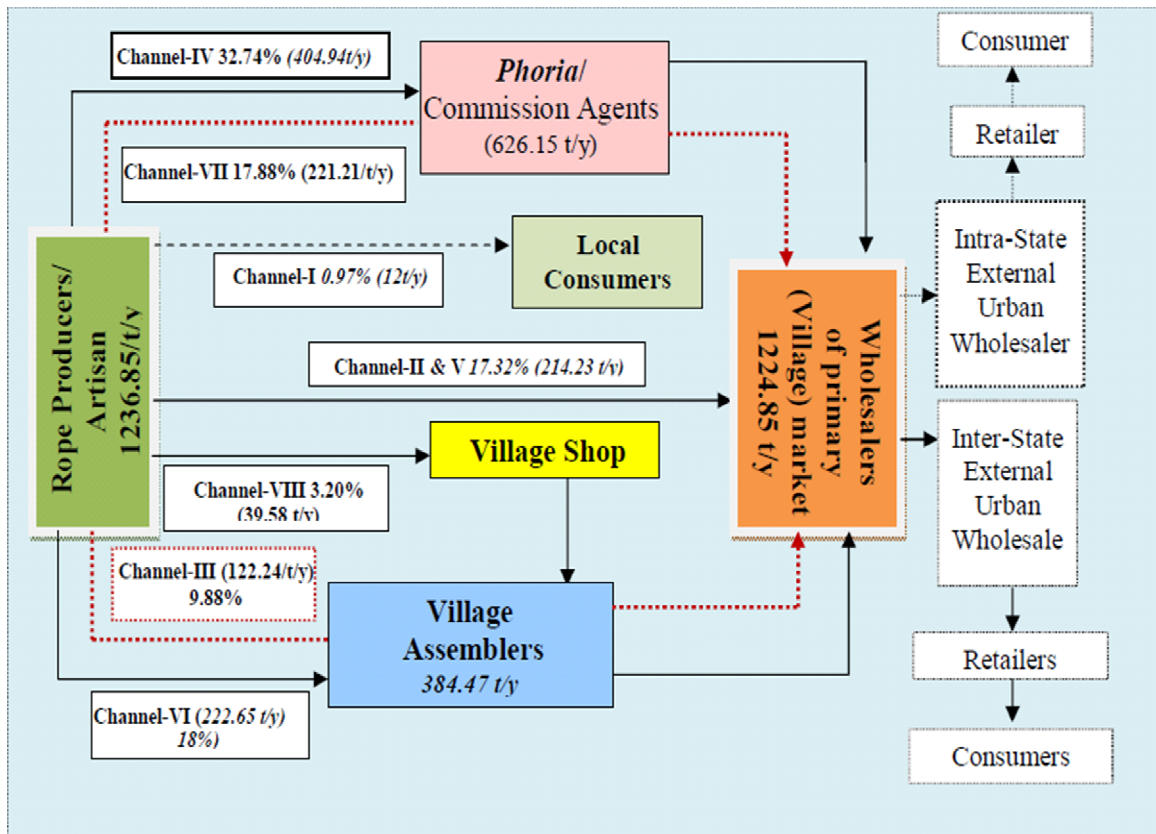 Channel-IV 32.74% (404.94t/y)
Phoria/
Commission Agents
(626.15 t/y)
Consumer
Retailer
Channel-VII 17.88% (221.21/t/y)
Rope Producers/
Artisan
1236.85/t/y
Channel-I 0.97% (12t/y)
Local
Consumers
Intra-State
External
Urban
Wholesaler
Channel-II & V 17.32% (214.23 t/y)
Wholesalers
of primary
(Village) market
1224.85 t/y
Village Shop
Channel-VIII 3.20%
(39.58 t/y)
Inter-State
External
Urban
Wholesale
Channel-III (122.24/t/y)
9.88%
Village
Assemblers
384.47 t/y
Retailers
Channel-VI (222.65 t/y)
18%)
Consumers